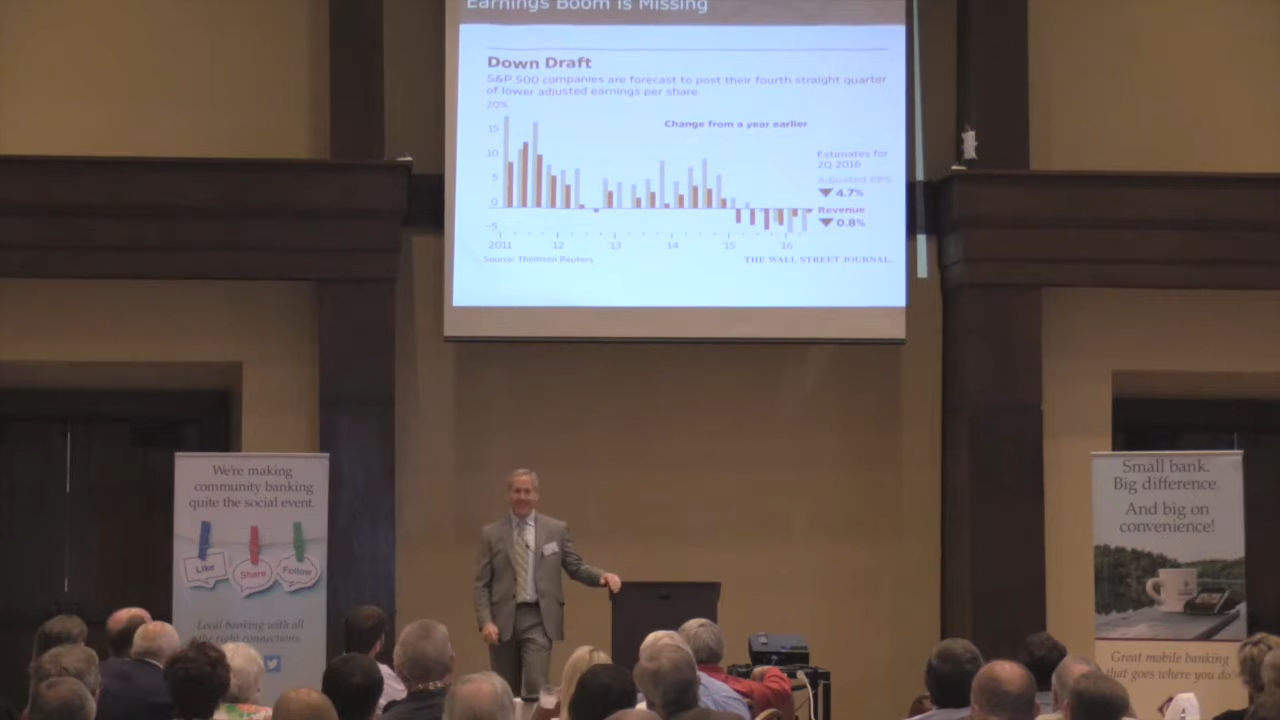 Earnings Boom is Missing
Down Draft
S&P 500 companies are forecast to post their fourth straight quarter
of lower adjusted earnings per share
20%
Change from a year earlier
15
10
5
0
-5
Estimates for
2Q 2016
Adjusted EPS
4.7%
Revenue
0.8%
2011
'12
'13
'14
'15
'16
Source: Thomson Reuters
THE WALL STREET JOURNAL.
We're making
community banking
quite the social event.
Like
Share
Follow
Local banking with all
the right connections.
Small bank.
Big difference.
And big on
convenience!
Great mobile banking
that goes where you do!